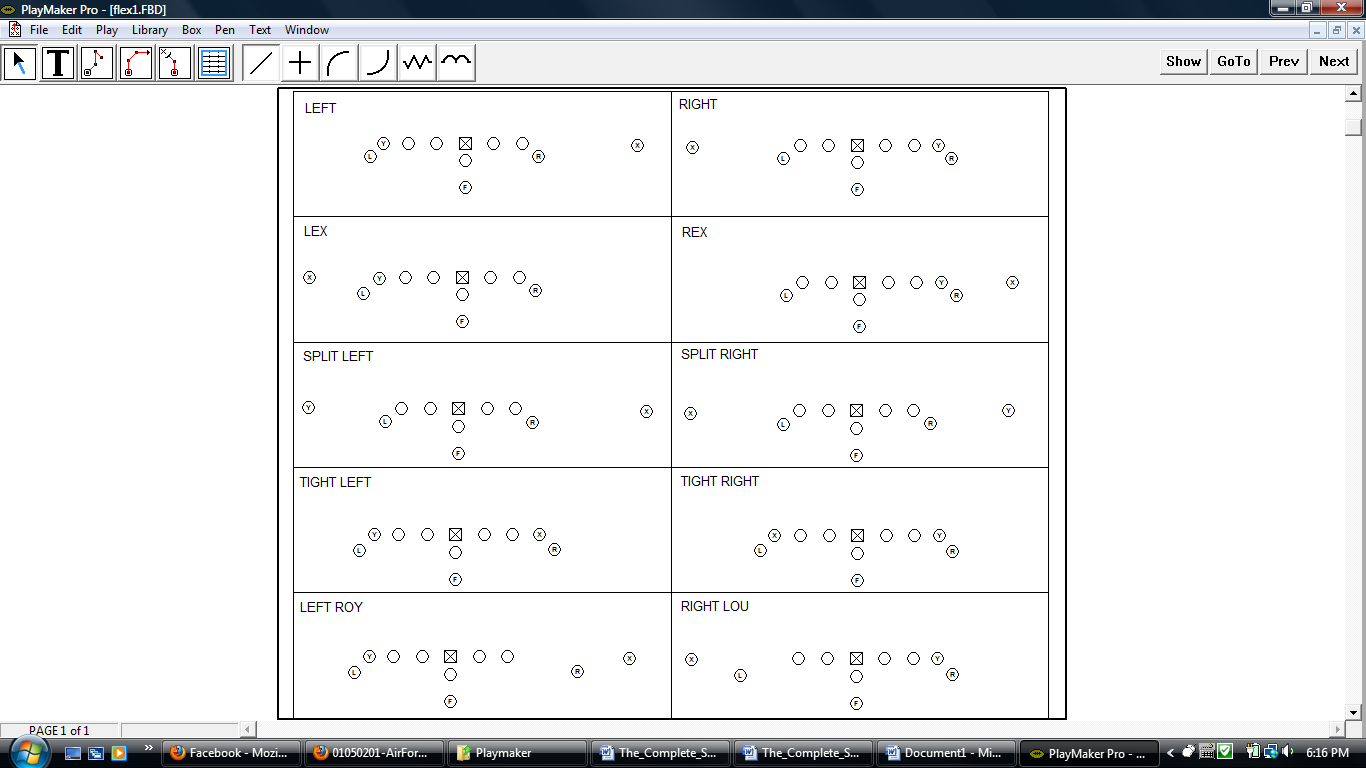 PlayMaker Pro - [flex1.FBD]
File Edit Play Library Box Pen Text Window
T Show GoTo Prev Next
LEFT
Y X
L R
F
RIGHT
X Y
L R
F
LEX
X Y
L R
F
REX
Y X
L R
F
SPLIT LEFT
Y X
L R
F
SPLIT RIGHT
X Y
L R
F
TIGHT LEFT
Y X
L R
F
TIGHT RIGHT
X Y
L R
F
LEFT ROY
Y X
L R
F
RIGHT LOU
X Y
L R
F
PAGE 1 of 1
Facebook - Mozi... 01050201-AirFor... Playmaker The_Complete_S... The_Complete_S... Document1 - Mi... PlayMaker Pro - ... 6:16 PM